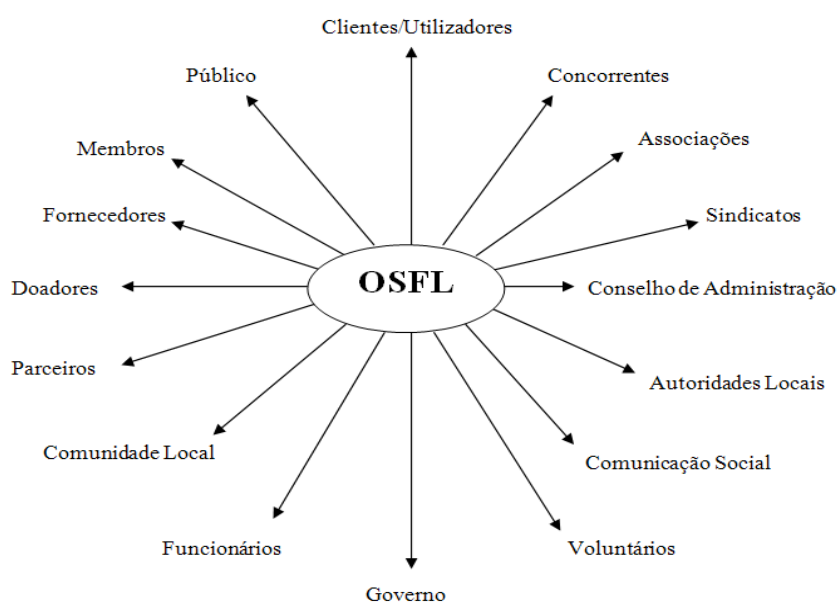 Clientes/Utilizadores
Público
Concorrentes
Associações
Membros
Fornecedores
Sindicatos
OSFL
Doadores
Conselho de Administração
Parceiros
Autoridades Locais
Comunidade Local
Comunicação Social
Funcionários
Voluntários
Governo